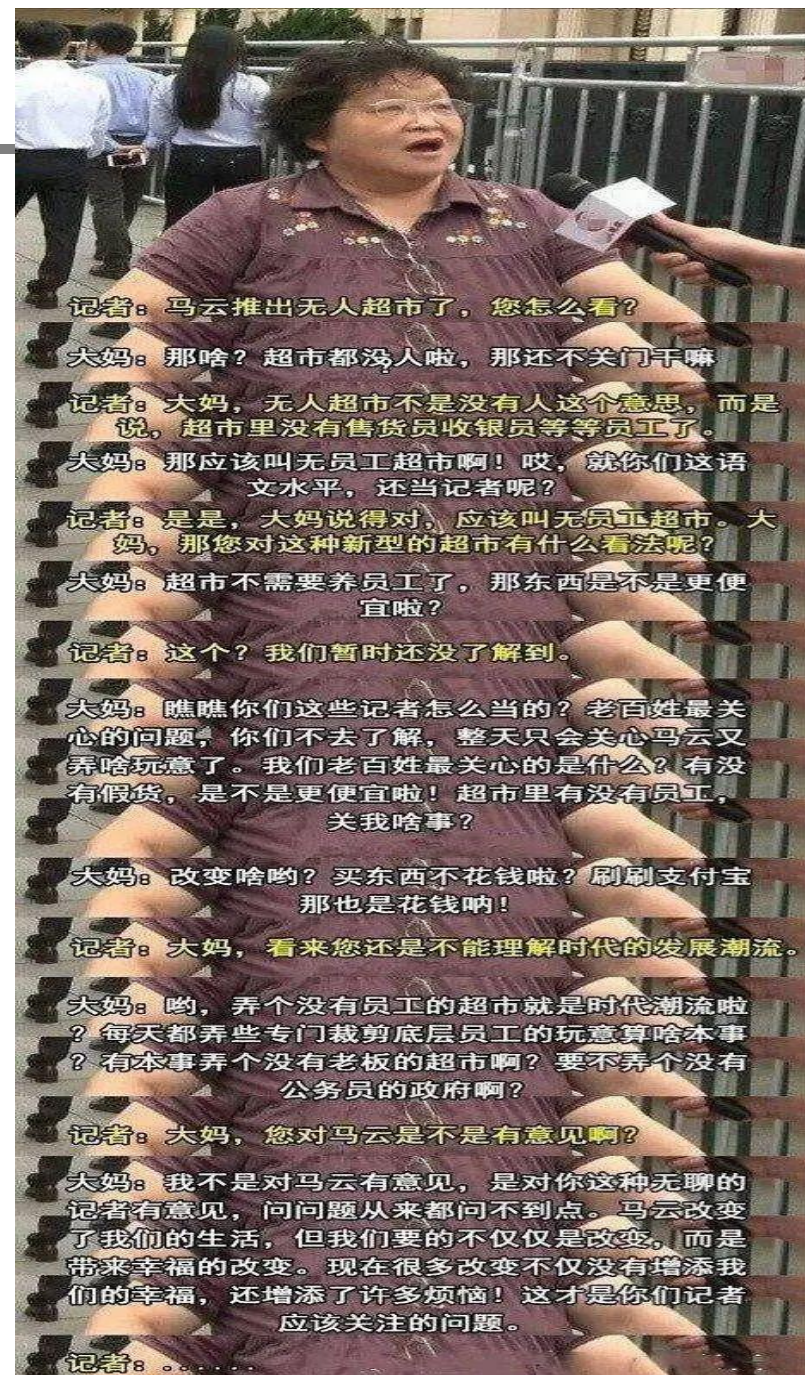 记者：马云推出无人超市了，您怎么看？
大妈：那啥？超市都没人啦，那还不关门干嘛
？
记者：大妈，无人超市不是没有人这个意思，而是
说，超市里没有售货员收银员等等员工了。
大妈：那应该叫无员工超市啊！哎，就你们这语
文水平，还当记者呢？
记者：是是，大妈说得对，应该叫无员工超市。大
妈，那您对这种新型的超市有什么看法呢？
大妈：超市不需要养员工了，那东西是不是更便
宜啦？
记者：这个？我们暂时还没了解到。
大妈：瞧瞧你们这些记者怎么当的？老百姓最关
心的问题，你们不去了解，整天只会关心马云又
弄啥玩意了。我们老百姓最关心的是什么？有没
有假货，是不是更便宜啦！超市里有没有员工，
关我啥事？
大妈：改变啥哟？买东西不花钱啦？刷刷支付宝
那也是花钱呐！
记者：大妈，看来您还是不能理解时代的发展潮流。
大妈：哟，弄个没有员工的超市就是时代潮流啦
？每天都弄些专门裁剪底层员工的玩意算啥本事
？有本事弄个没有老板的超市啊？要不弄个没有
公务员的政府啊？
记者：大妈，您对马云是不是有意见啊？
大妈：我不是对马云有意见，是对你这种无聊的
记者有意见，问问题从来都问不到点。马云改变
了我们的生活，但我们要的不仅仅是改变，而是
带来幸福的改变。现在很多改变不仅没有增添我
们的幸福，还增添了许多烦恼！这才是你们记者
应该关注的问题。
记者：......